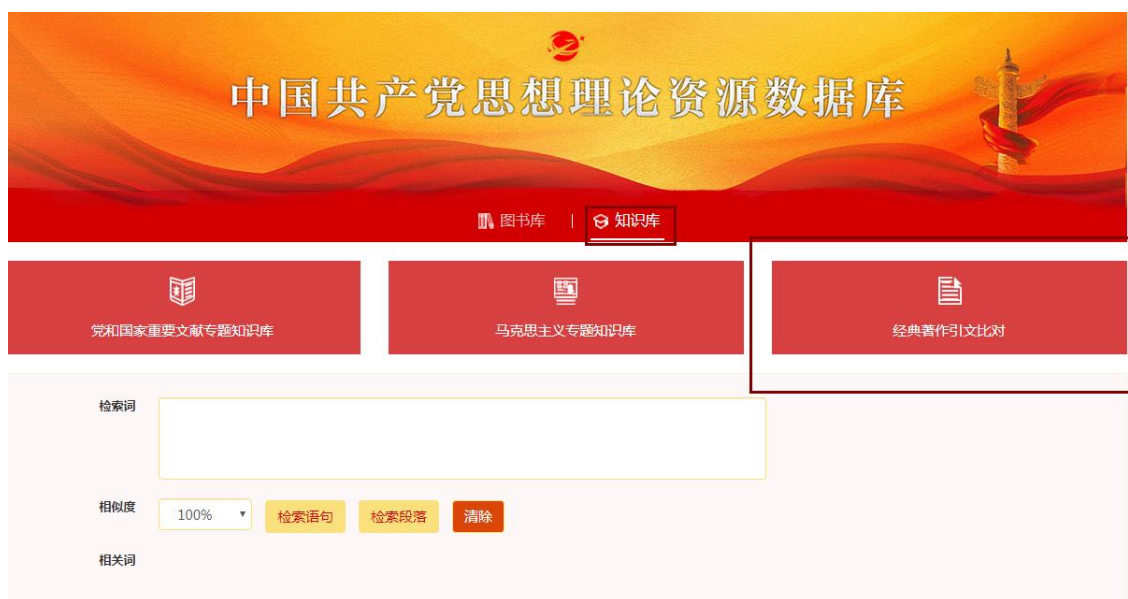 中国共产党思想理论资源数据库
图书库 | 知识库
党和国家重要文献专题知识库
马克思主义专题知识库
经典著作引文比对
检索词
相似度 100% 检索语句 检索段落 清除
相关词